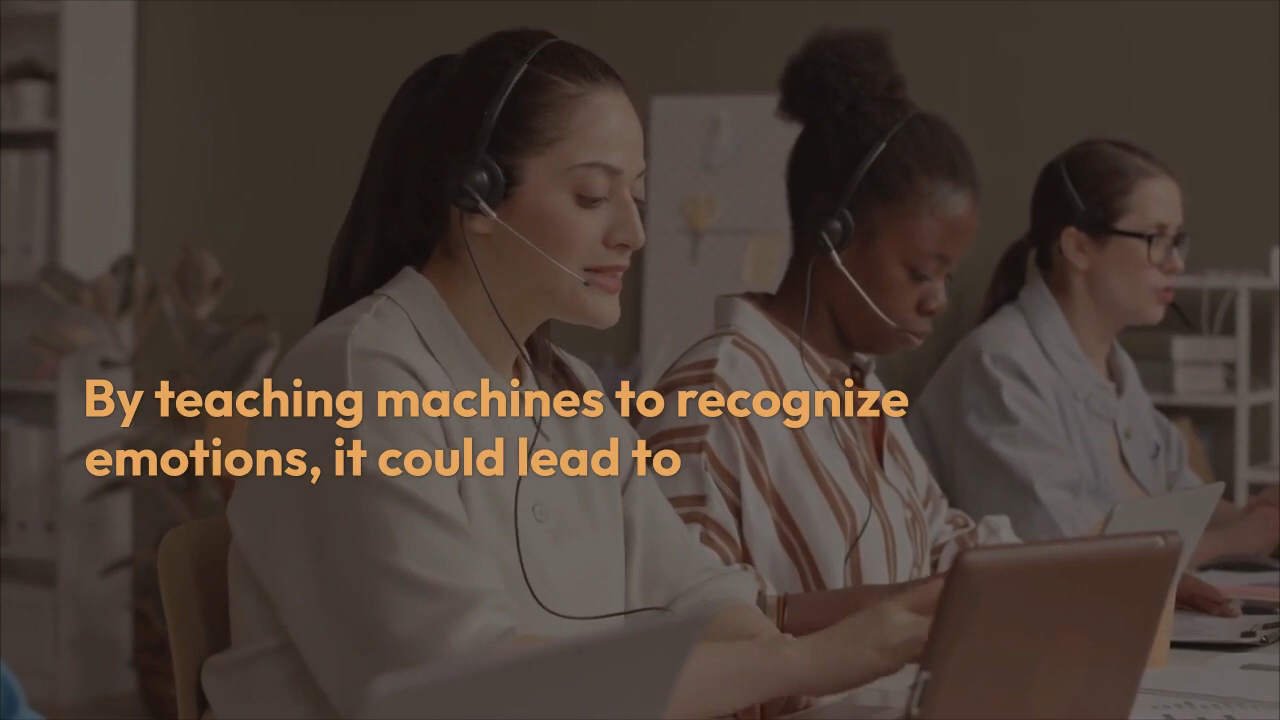 By teaching machines to recognize
emotions, it could lead to